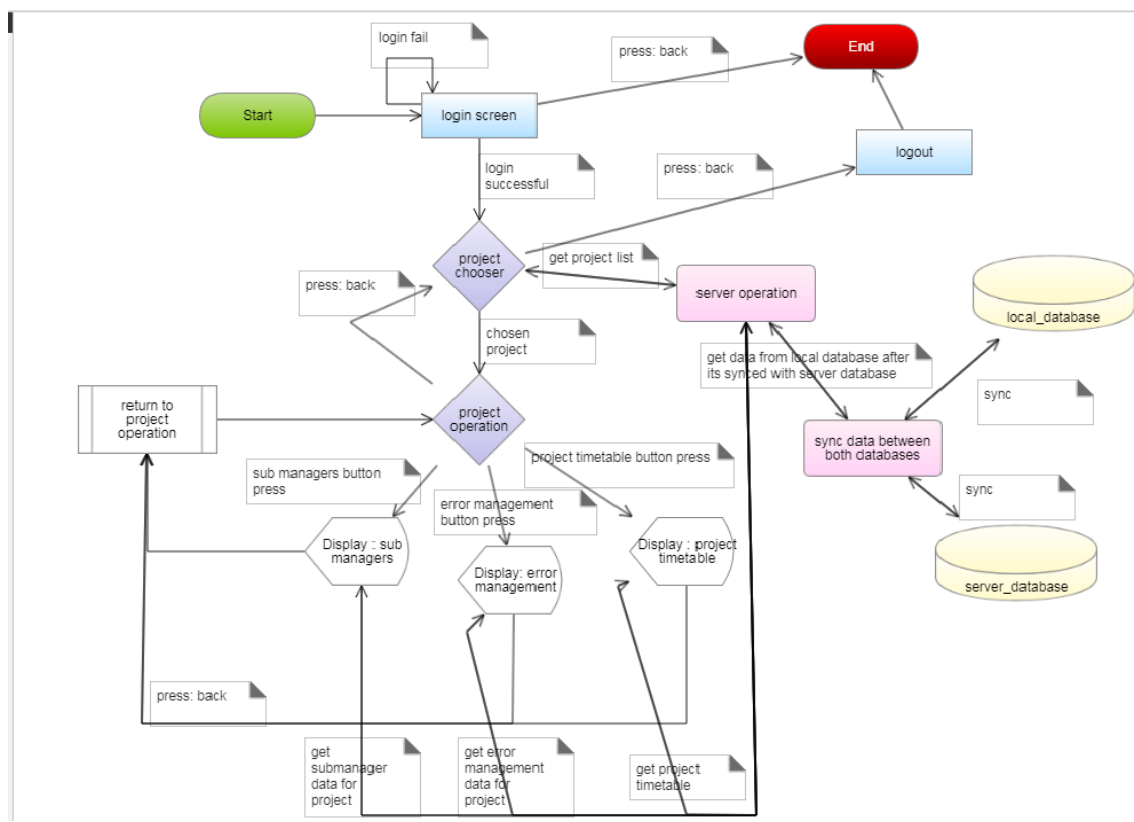 login fail
press: back
End
Start
login screen
logout
login
successful
press: back
project
chooser
get project list
server operation
local_database
press: back
chosen
project
get data from local database after
its synced with server database
sync
return to
project
operation
project
operation
sync data between
both databases
sub managers button
press
project timetable button press
error management
button press
sync
Display : sub
managers
Display: error
management
Display : project
timetable
server_database
press: back
get
submanager
data for
project
get error
management
data for
project
get project
timetable